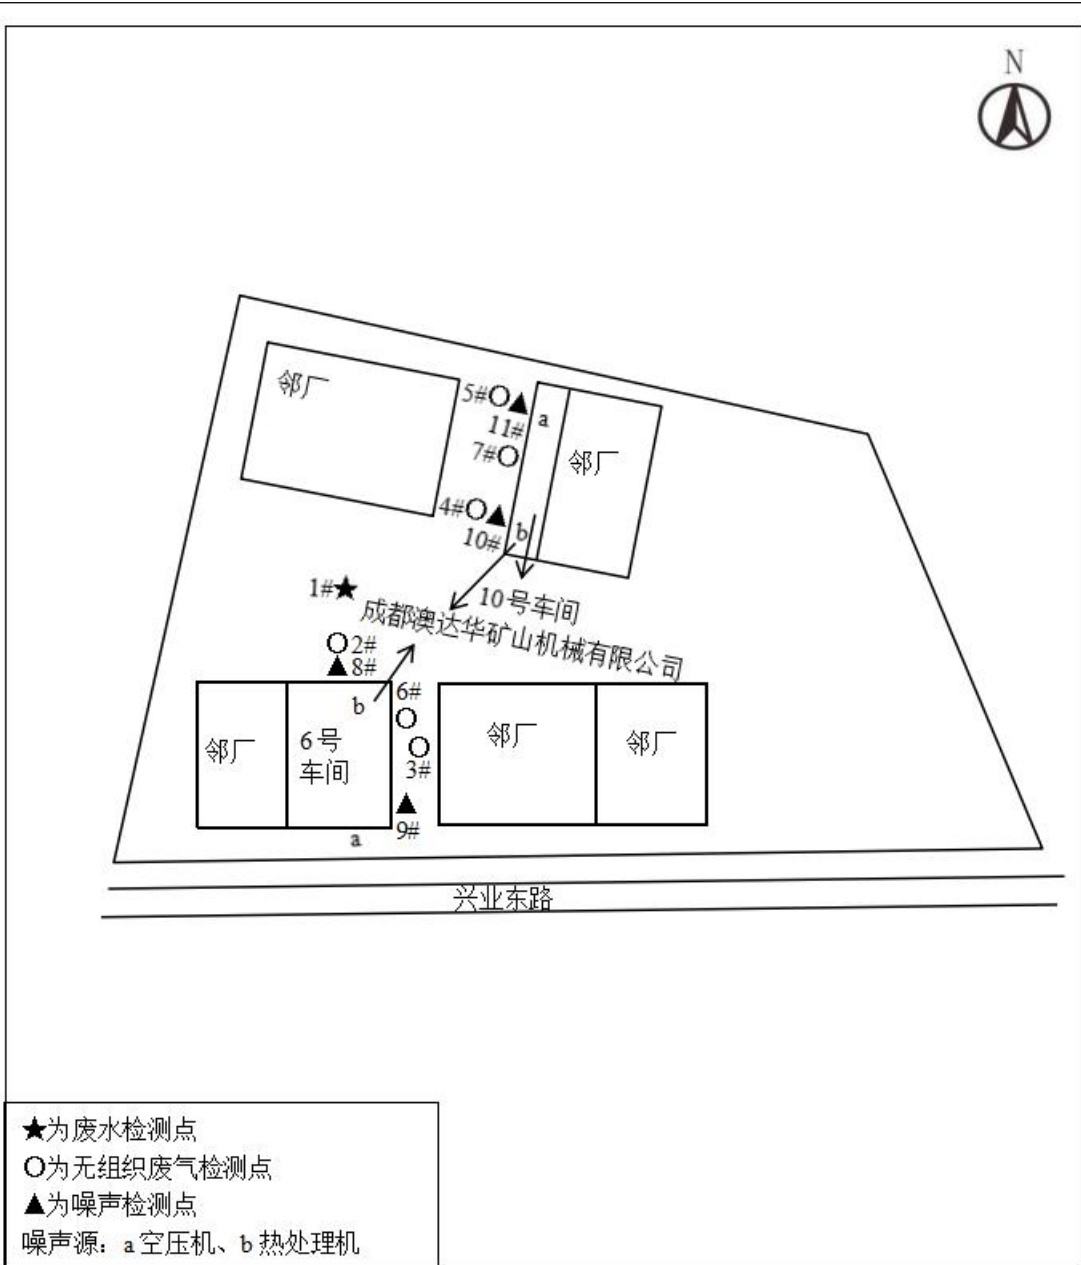 N
邻厂
5#
11#
a
7#
邻厂
4#
10#
b
1#
10号车间
成都澳达华矿山机械有限公司
2#
8#
6#
b
邻厂
6号
车间
3#
邻厂
邻厂
9#
a
兴业东路
★为废水检测点
○为无组织废气检测点
▲为噪声检测点
噪声源：a空压机、b热处理机